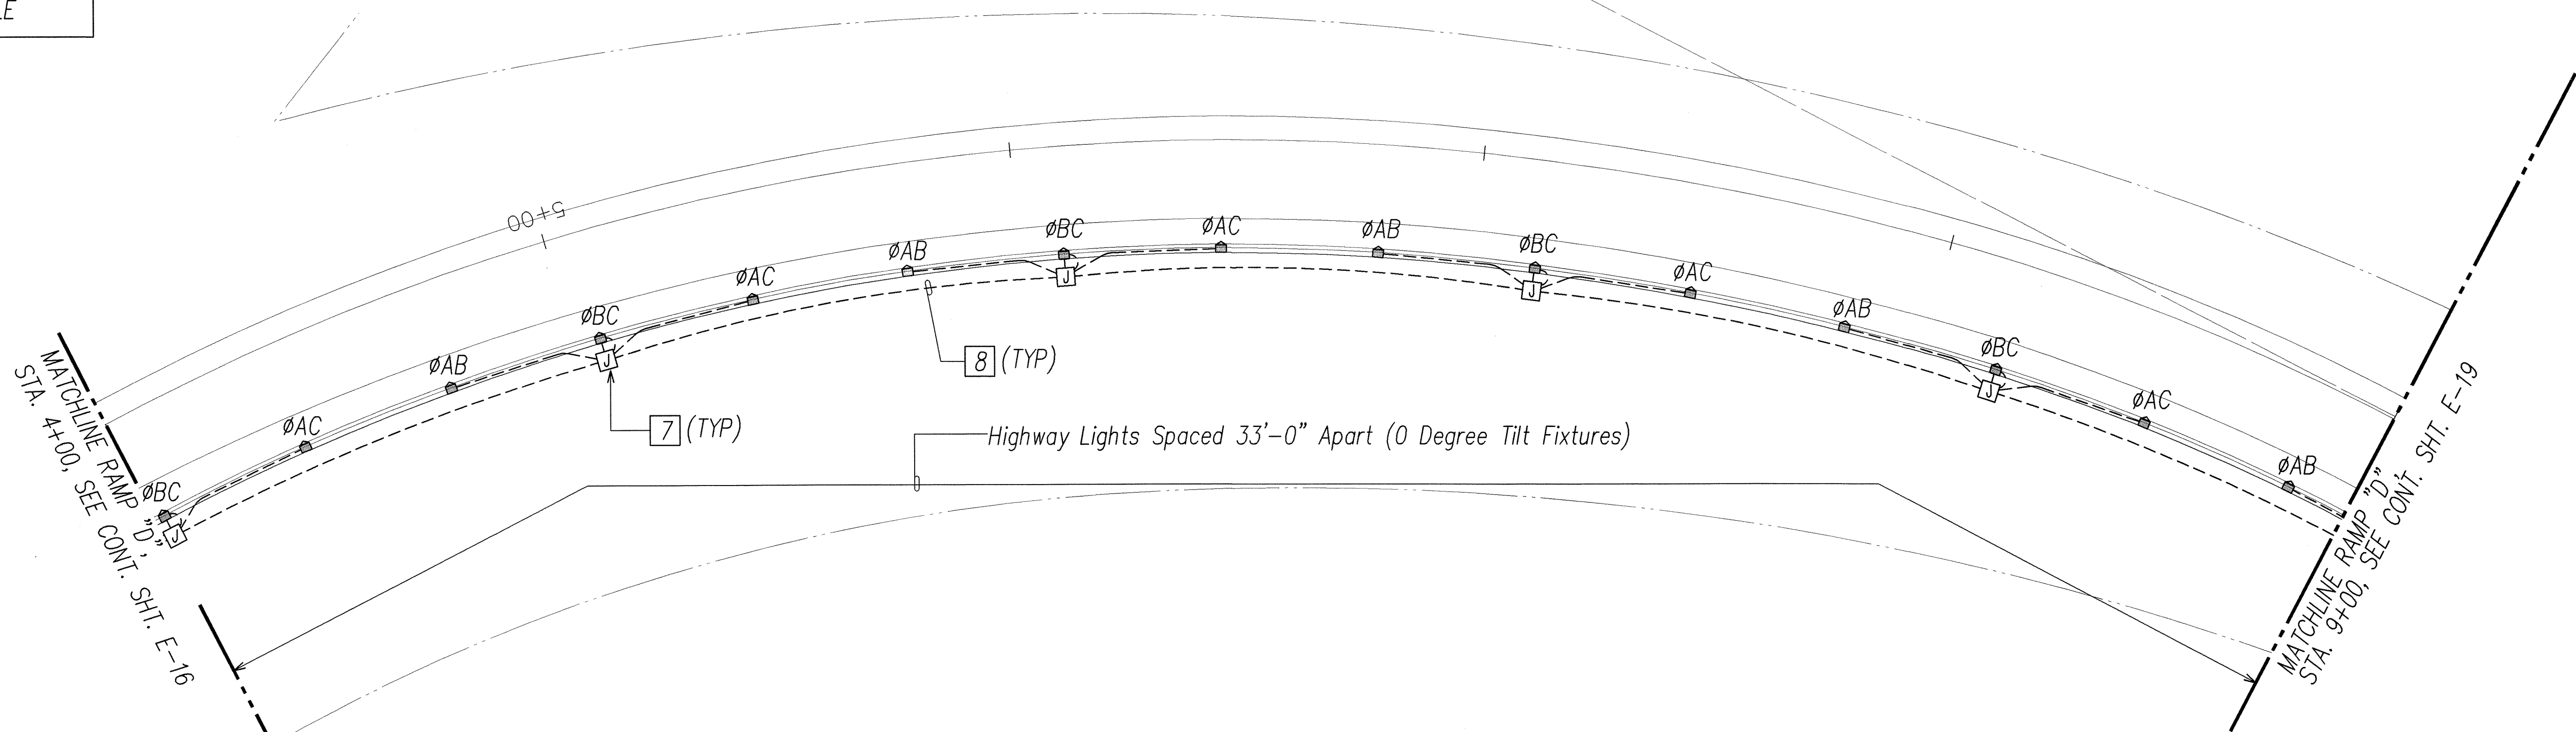 LE
5+00
ØBC
ØAC
ØAB
ØBC
ØAC
ØAB
ØBC
ØAC
ØAB
ØBC
ØAC
ØAB
ØBC
ØAC
ØAB
J
J
J
J
J
8 (TYP)
7 (TYP)
Highway Lights Spaced 33'-0" Apart (0 Degree Tilt Fixtures)
MATCHLINE RAMP "D",
STA. 4+00, SEE CONT. SHT. E-16
MATCHLINE RAMP "D",
STA. 9+00, SEE CONT. SHT. E-19